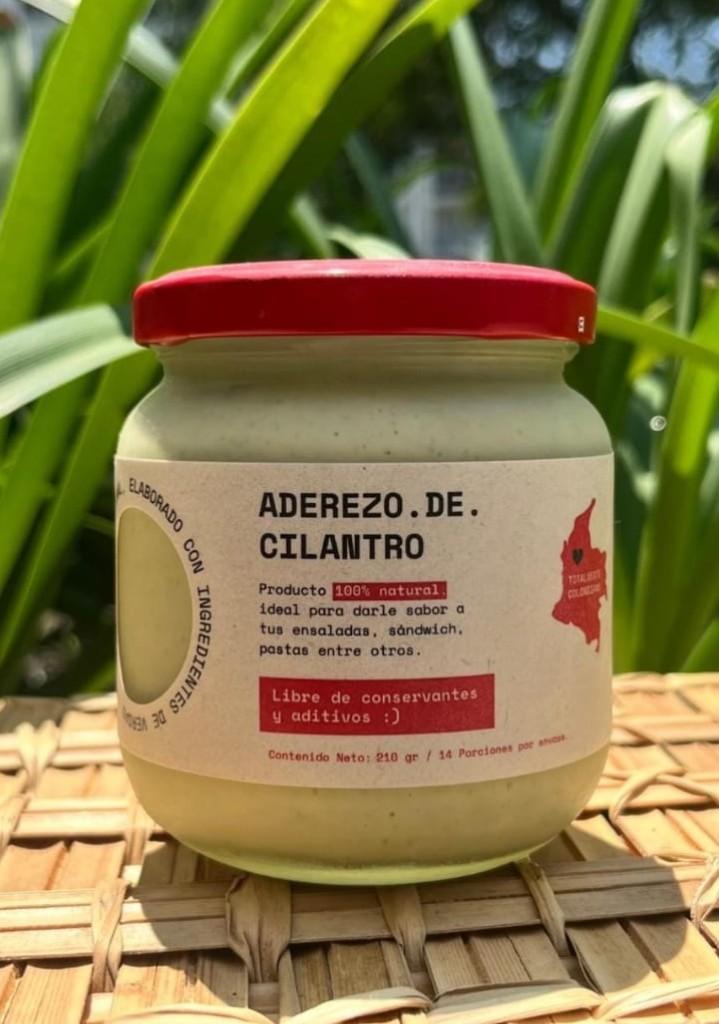 ELABORADO CON INGREDIENTES DE
ADEREZO.DE.
CILANTRO
Producto 100% natural.
ideal para darle sabor a
tus ensaladas, sándwich,
pastas entre otros.
Libre de conservantes
y aditivos :)
Contenido Neto: 210 gr / 14 Porciones por envase.
TOTALMENTE